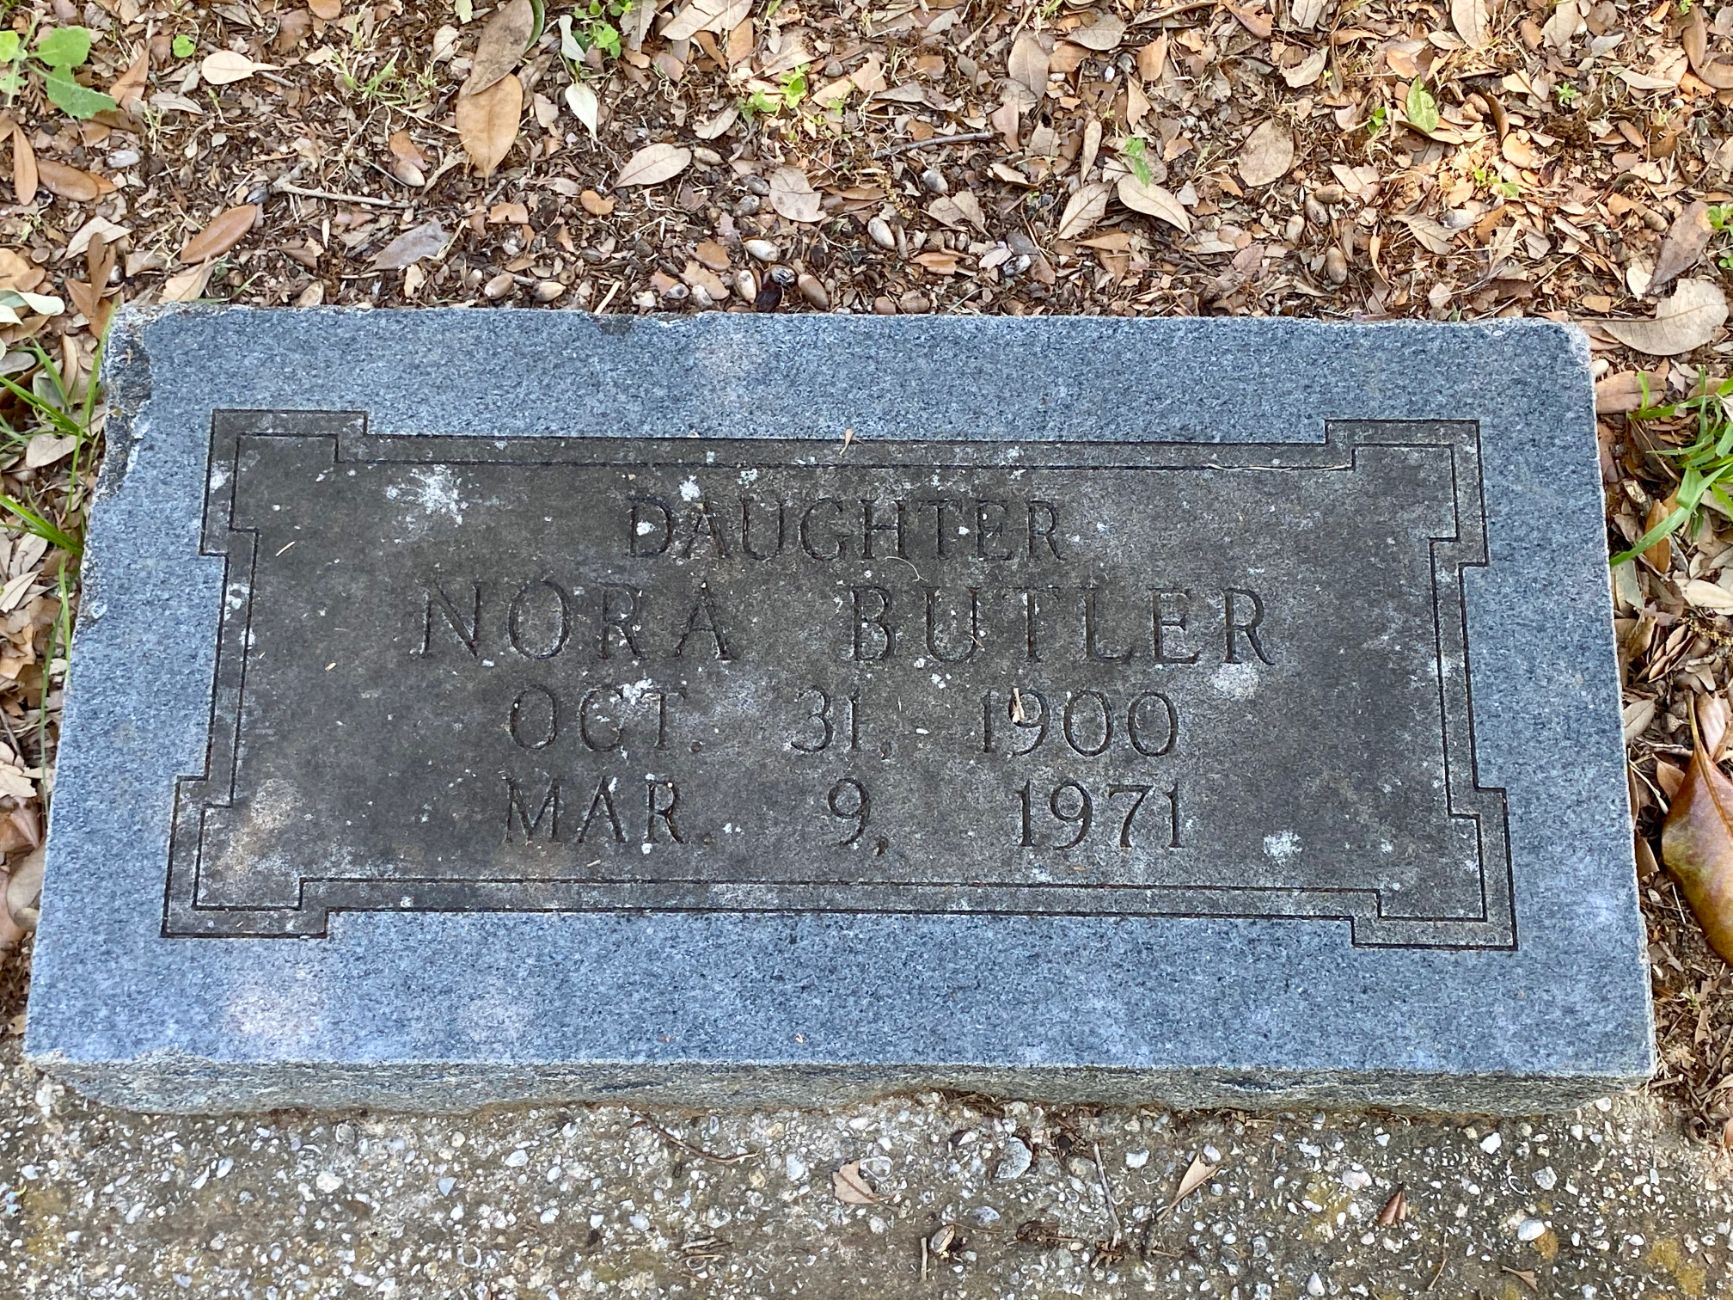 DAUGHTER
NORA BUTLER
OCT. 31, 1900
MAR. 9, 1971